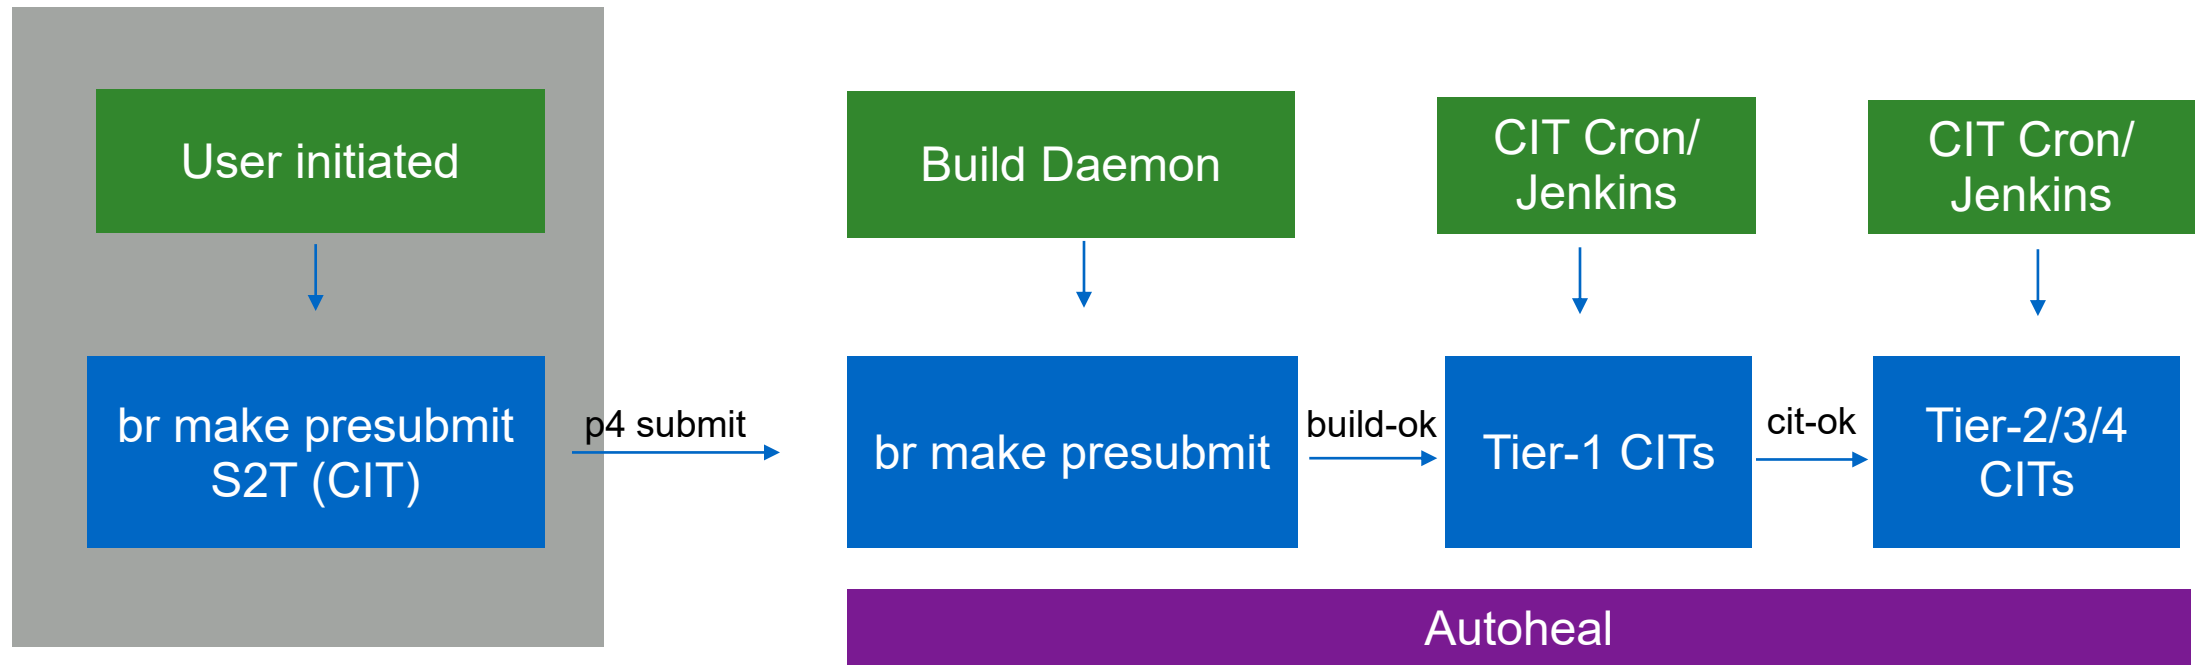 User initiated
Build Daemon
CIT Cron/
Jenkins
CIT Cron/
Jenkins
br make presubmit
S2T (CIT)
p4 submit
br make presubmit
build-ok
Tier-1 CITs
cit-ok
Tier-2/3/4
CITs
Autoheal